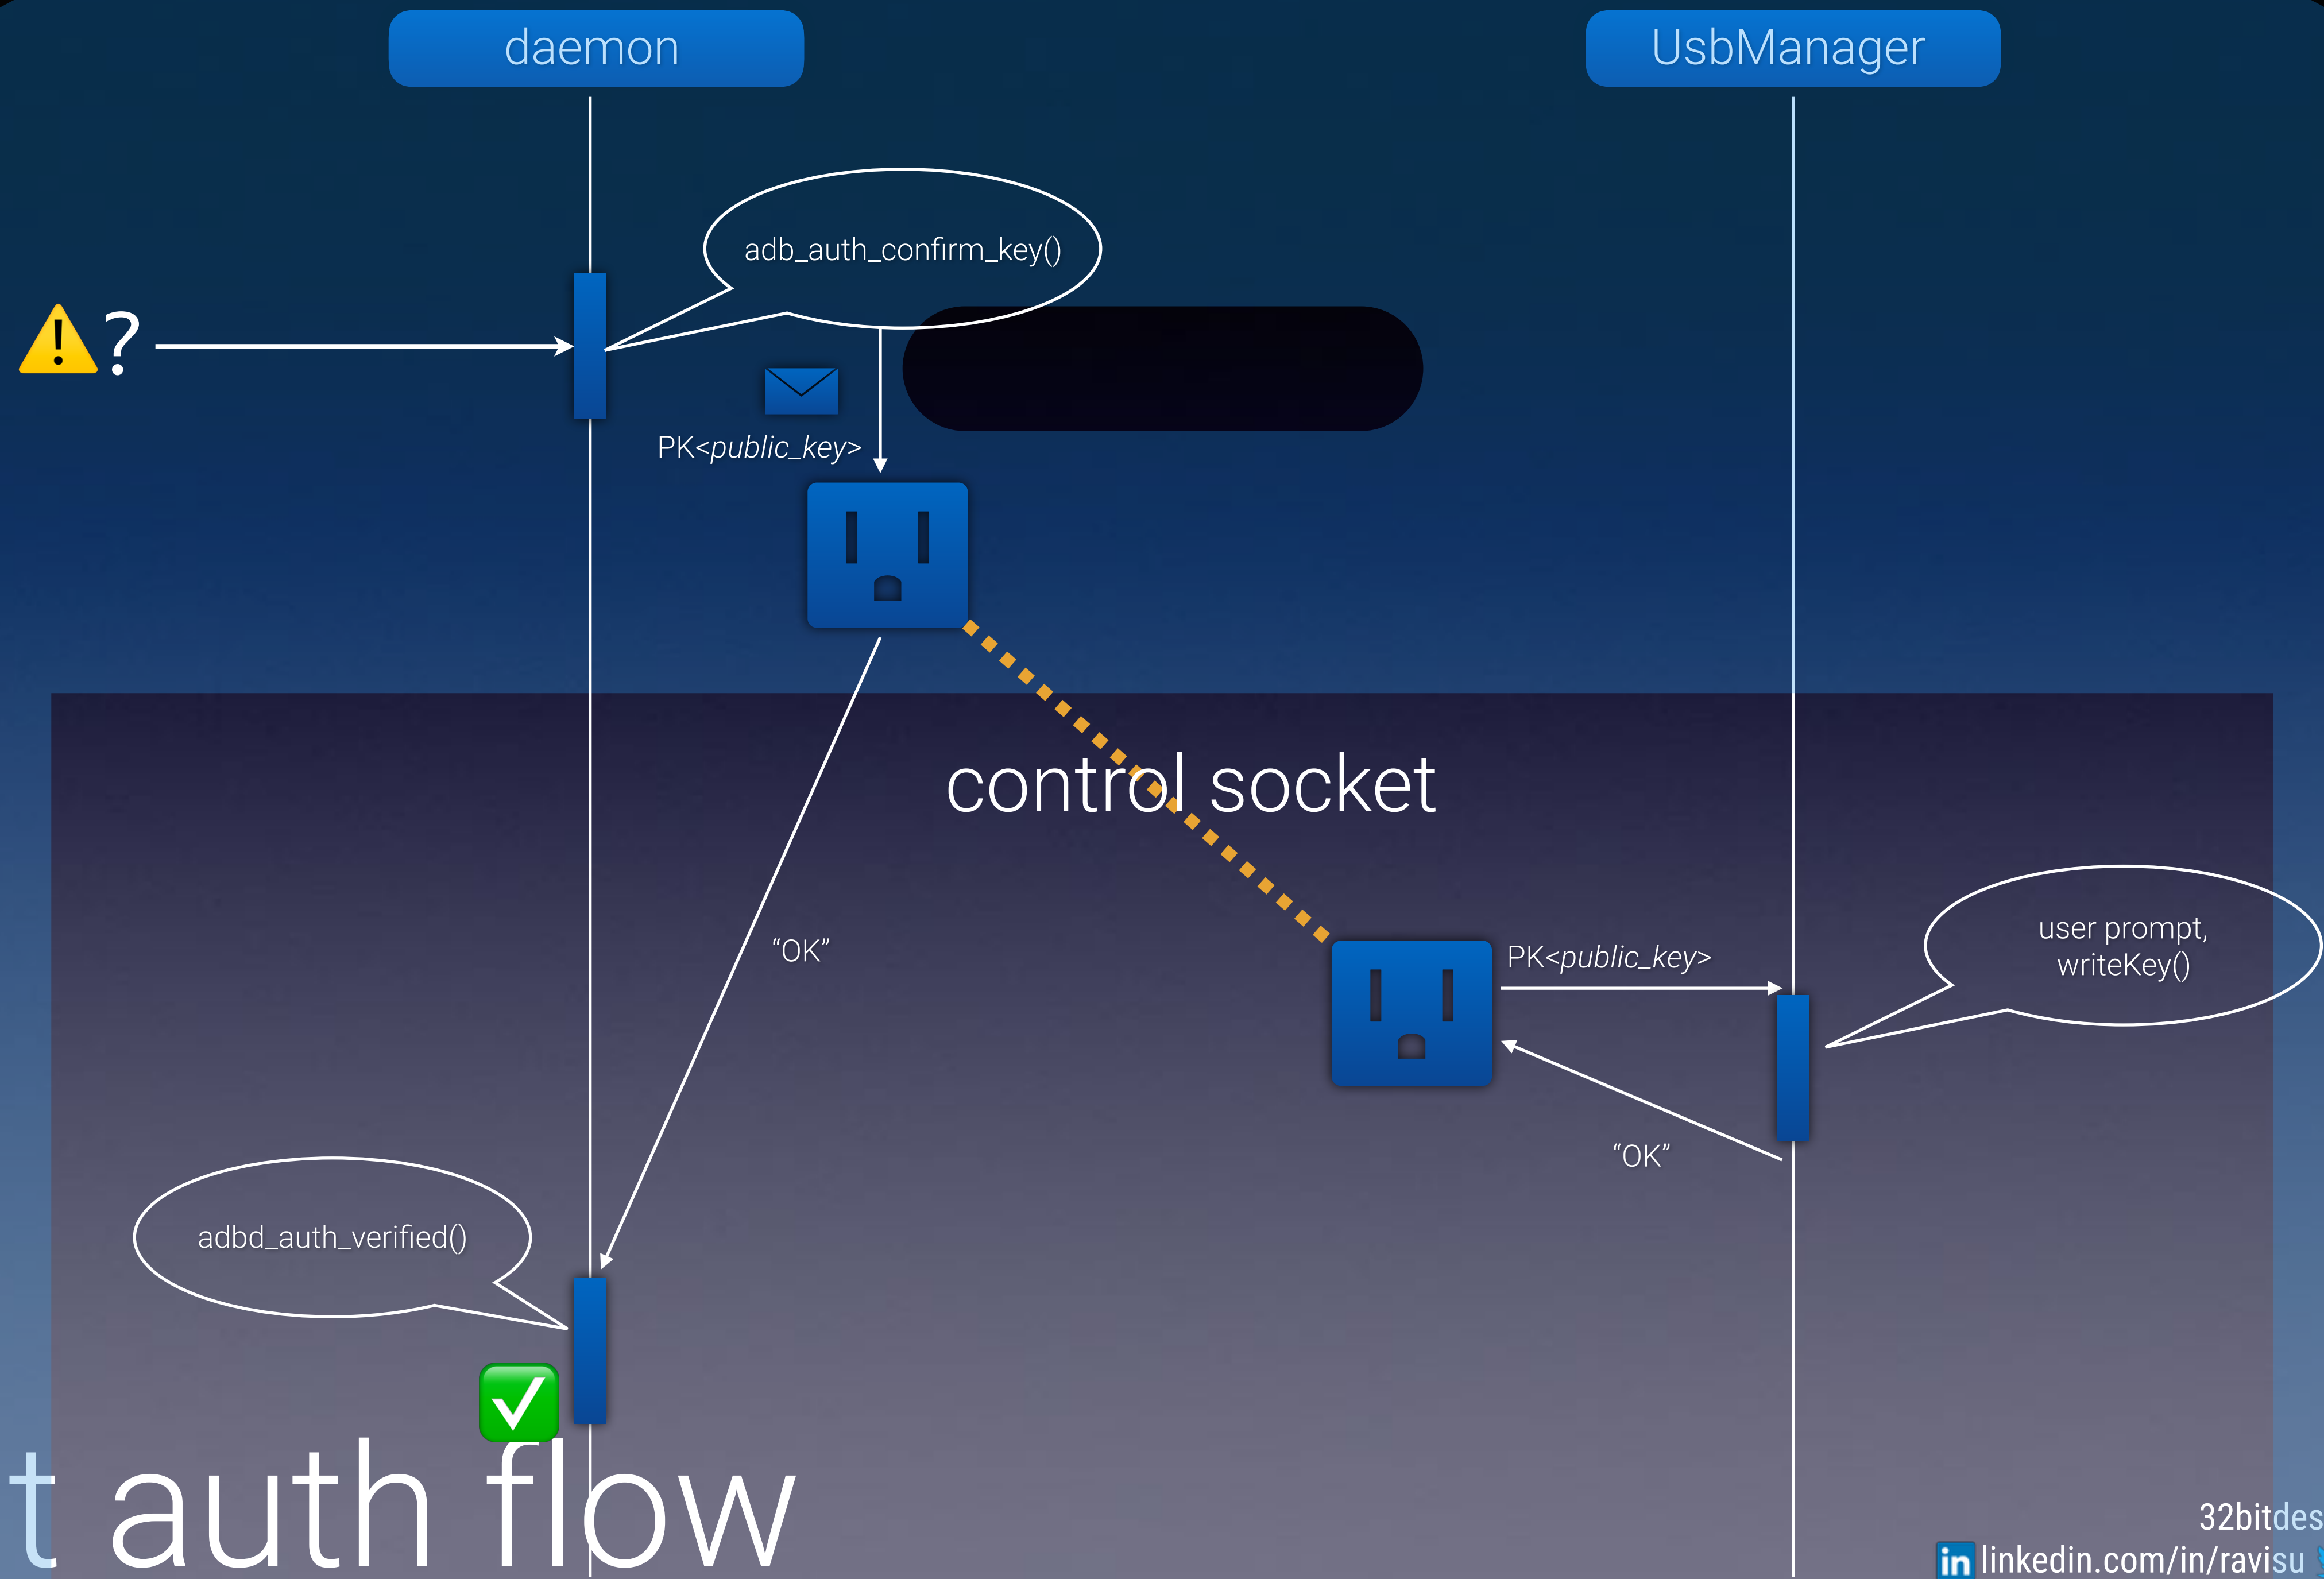 daemon
UsbManager
adb_auth_confirm_key()
?
PK<public_key>
control socket
user prompt,
writeKey()
"OK"
PK<public_key>
"OK"
adbd_auth_verified()
t auth flow
32bitdes
in linkedin.com/in/ravisu